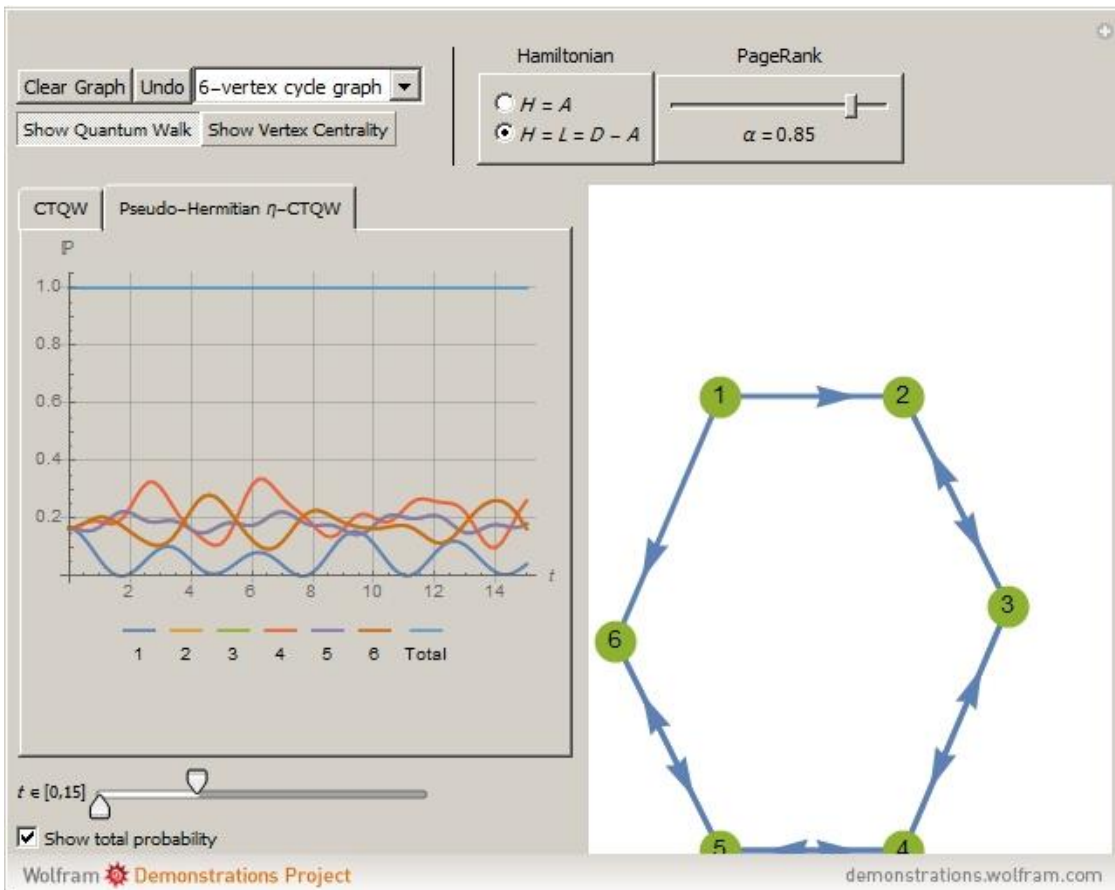 Clear Graph Undo 6-vertex cycle graph
Show Quantum Walk Show Vertex Centrality
Hamiltonian
H = A
H = L = D - A
PageRank
α = 0.85
CTQW Pseudo-Hermitian η-CTQW
ℙ
1.0
0.8
0.6
0.4
0.2
2 4 6 8 10 12 14 t
1 2 3 4 5 6 Total
t ∈ [0,15]
Show total probability
1 2
3
6
5 4
Wolfram Demonstrations Project demonstrations.wolfram.com